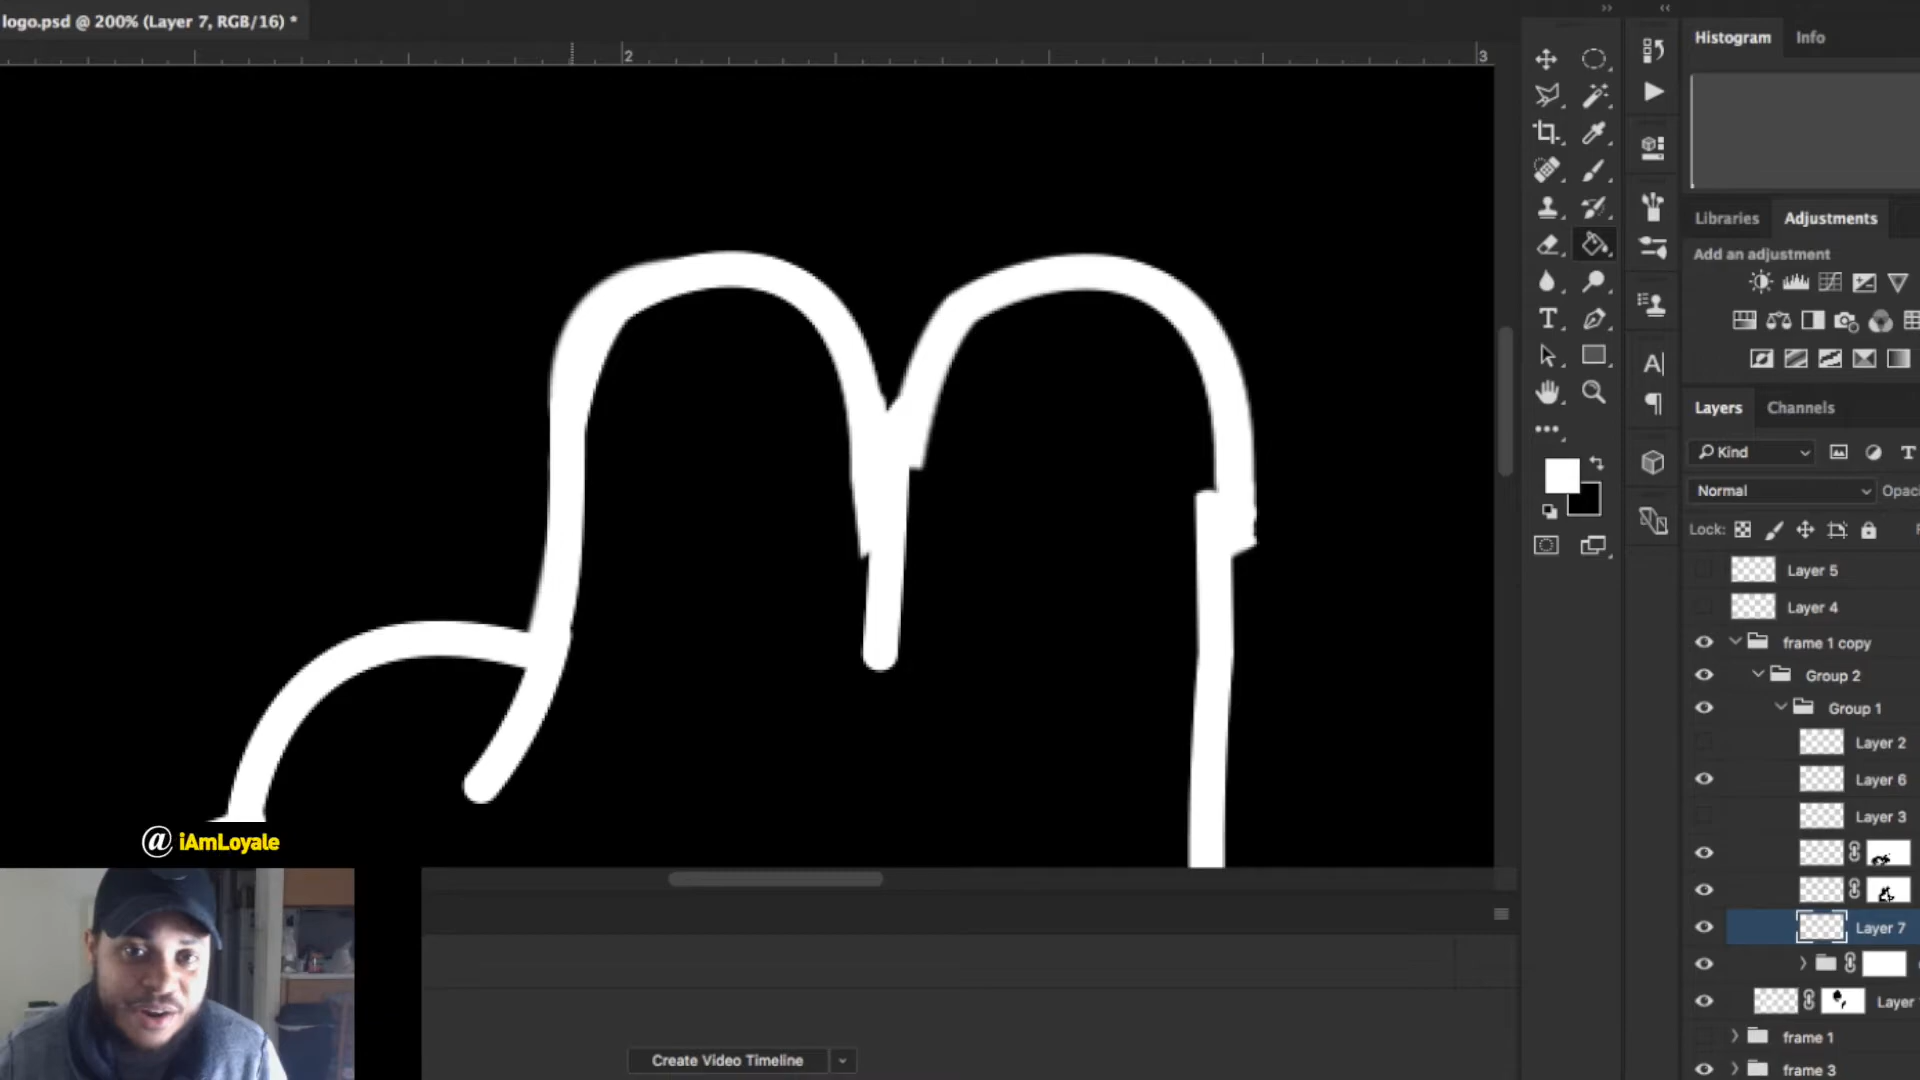 logo.psd @ 200% (Layer 7, RGB/16) *
2
3
Histogram
Info
Libraries
Adjustments
Add an adjustment
Layers
Channels
Kind
Normal
Opaci
Lock:
Layer 5
Layer 4
frame 1 copy
Group 2
Group 1
Layer 2
Layer 6
Layer 3
Layer 7
Layer
frame 1
frame 3
@ iAmLoyale
Create Video Timeline